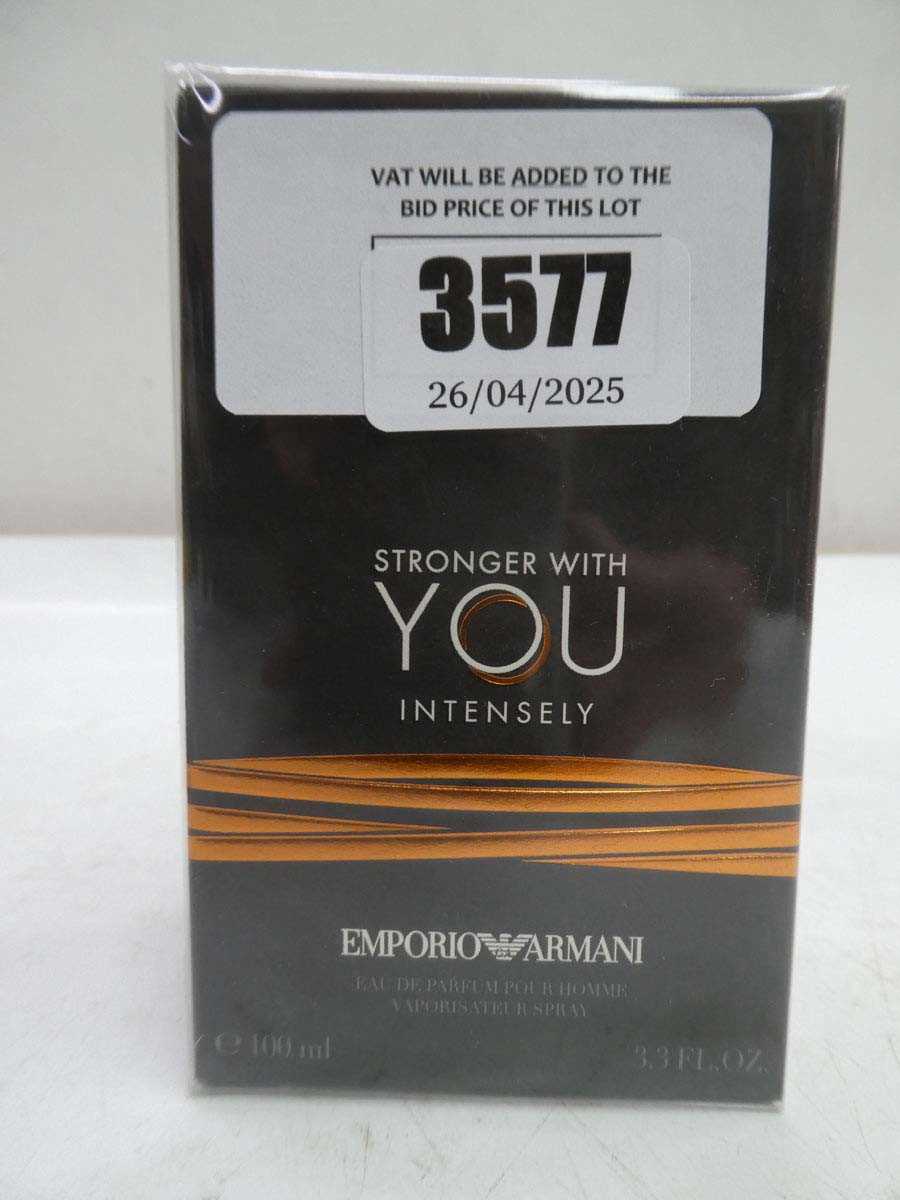 VAT WILL BE ADDED TO THE
BID PRICE OF THIS LOT
3577
26/04/2025
STRONGER WITH
YOU
INTENSELY
EMPORIO ARMANI
EAU DE PARFUM POUR HOMME
VAPORISATEUR SPRAY
℮ 100 ml 3.3 FL.OZ.